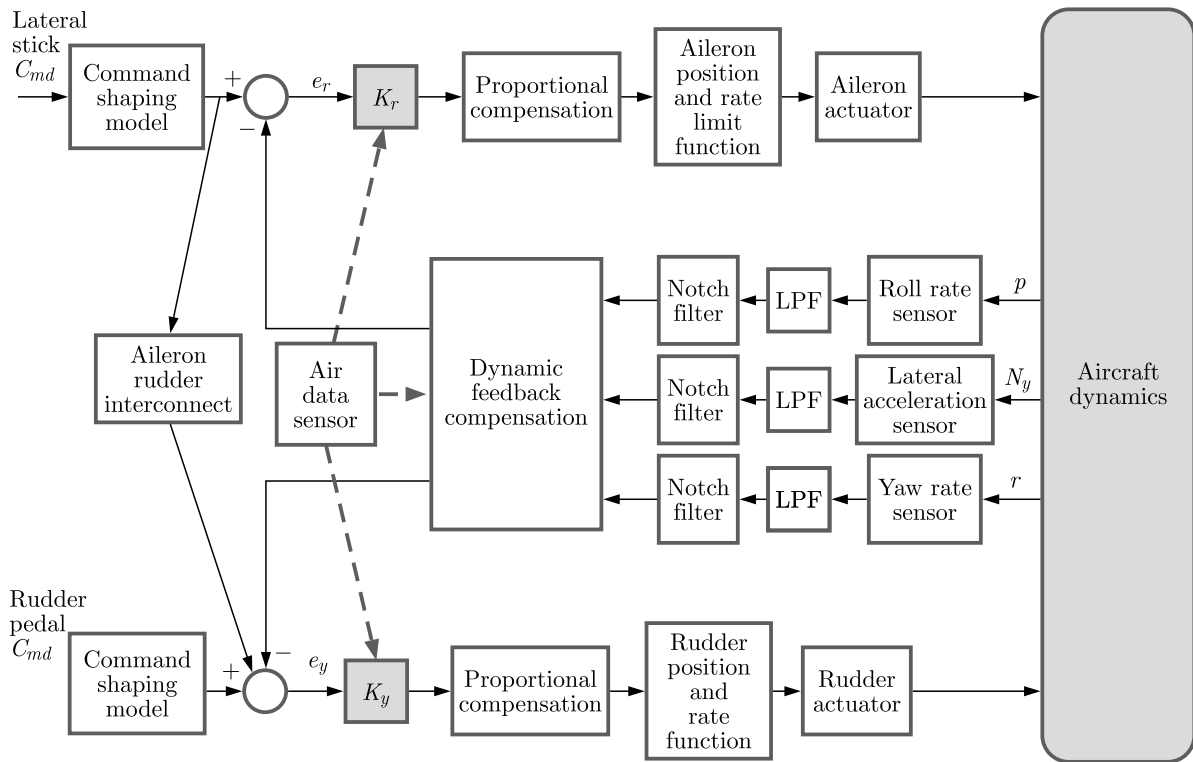 Lateral
stick
C_md
Command
shaping
model
+
−
e_r
K_r
Proportional
compensation
Aileron
position
and rate
limit
function
Aileron
actuator
Aileron
rudder
interconnect
Air
data
sensor
Dynamic
feedback
compensation
Notch
filter
LPF
Roll rate
sensor
p
Notch
filter
LPF
Lateral
acceleration
sensor
N_y
Notch
filter
LPF
Yaw rate
sensor
r
Aircraft
dynamics
Rudder
pedal
C_md
Command
shaping
model
+
−
e_y
K_y
Proportional
compensation
Rudder
position
and
rate
function
Rudder
actuator